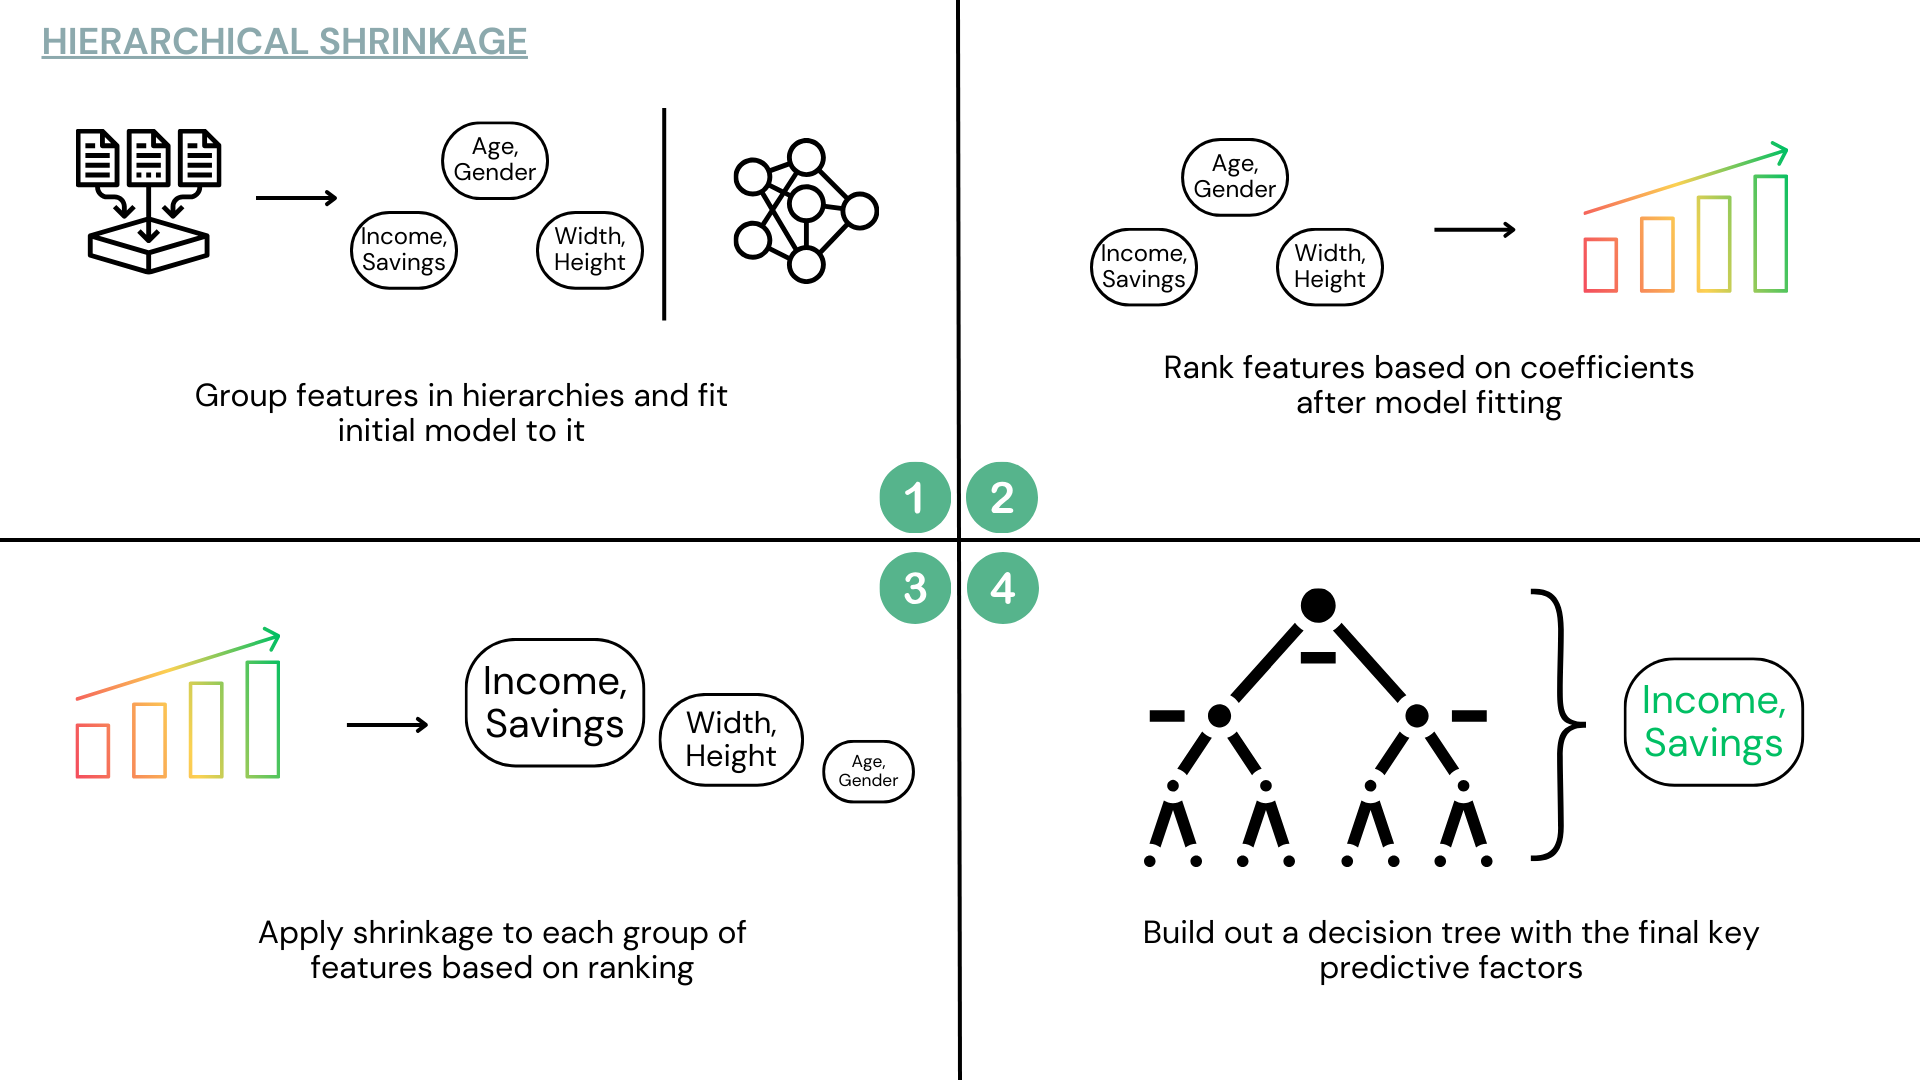 HIERARCHICAL SHRINKAGE
Age,
Gender
Income,
Savings
Width,
Height
Group features in hierarchies and fit
initial model to it
1
Age,
Gender
Income,
Savings
Width,
Height
Rank features based on coefficients
after model fitting
2
3
Income,
Savings
Width,
Height
Age,
Gender
Apply shrinkage to each group of
features based on ranking
4
Income,
Savings
Build out a decision tree with the final key
predictive factors